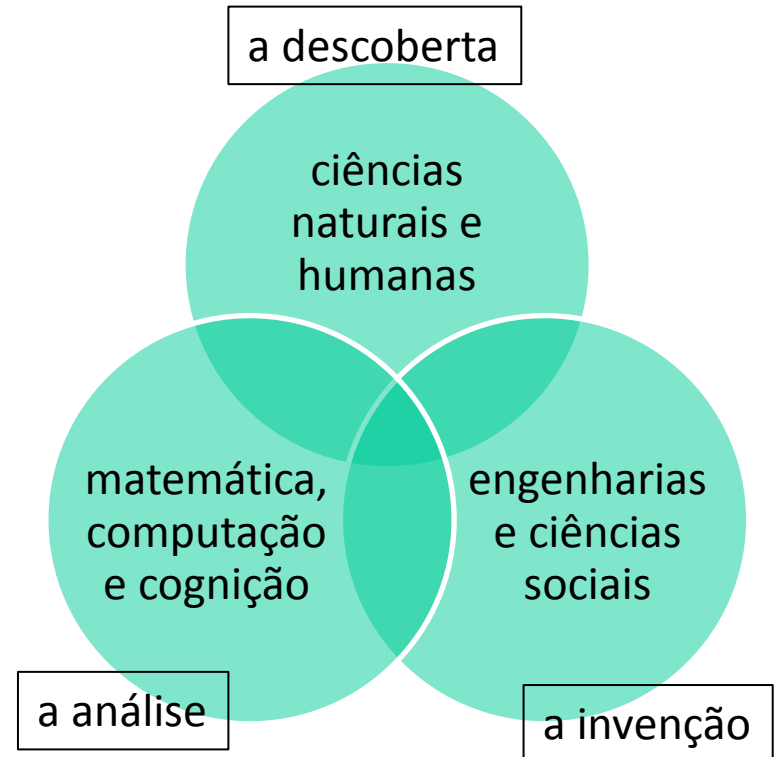 a descoberta
ciências
naturais e
humanas
matemática,
computação
e cognição
engenharias
e ciências
sociais
a análise
a invenção